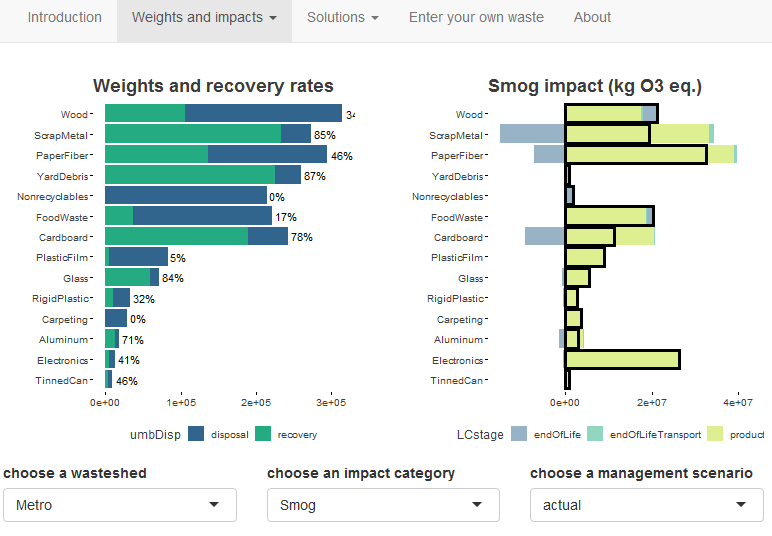 Introduction Weights and impacts Solutions Enter your own waste About
Weights and recovery rates
Wood 34
ScrapMetal 85%
PaperFiber 46%
YardDebris 87%
Nonrecyclables 0%
FoodWaste 17%
Cardboard 78%
PlasticFilm 5%
Glass 84%
RigidPlastic 32%
Carpeting 0%
Aluminum 71%
Electronics 41%
TinnedCan 46%
0e+00 1e+05 2e+05 3e+05
umbDisp disposal recovery
Smog impact (kg O3 eq.)
Wood
ScrapMetal
PaperFiber
YardDebris
Nonrecyclables
FoodWaste
Cardboard
PlasticFilm
Glass
RigidPlastic
Carpeting
Aluminum
Electronics
TinnedCan
0e+00 2e+07 4e+07
LCstage endOfLife endOfLifeTransport product
choose a wasteshed
Metro
choose an impact category
Smog
choose a management scenario
actual